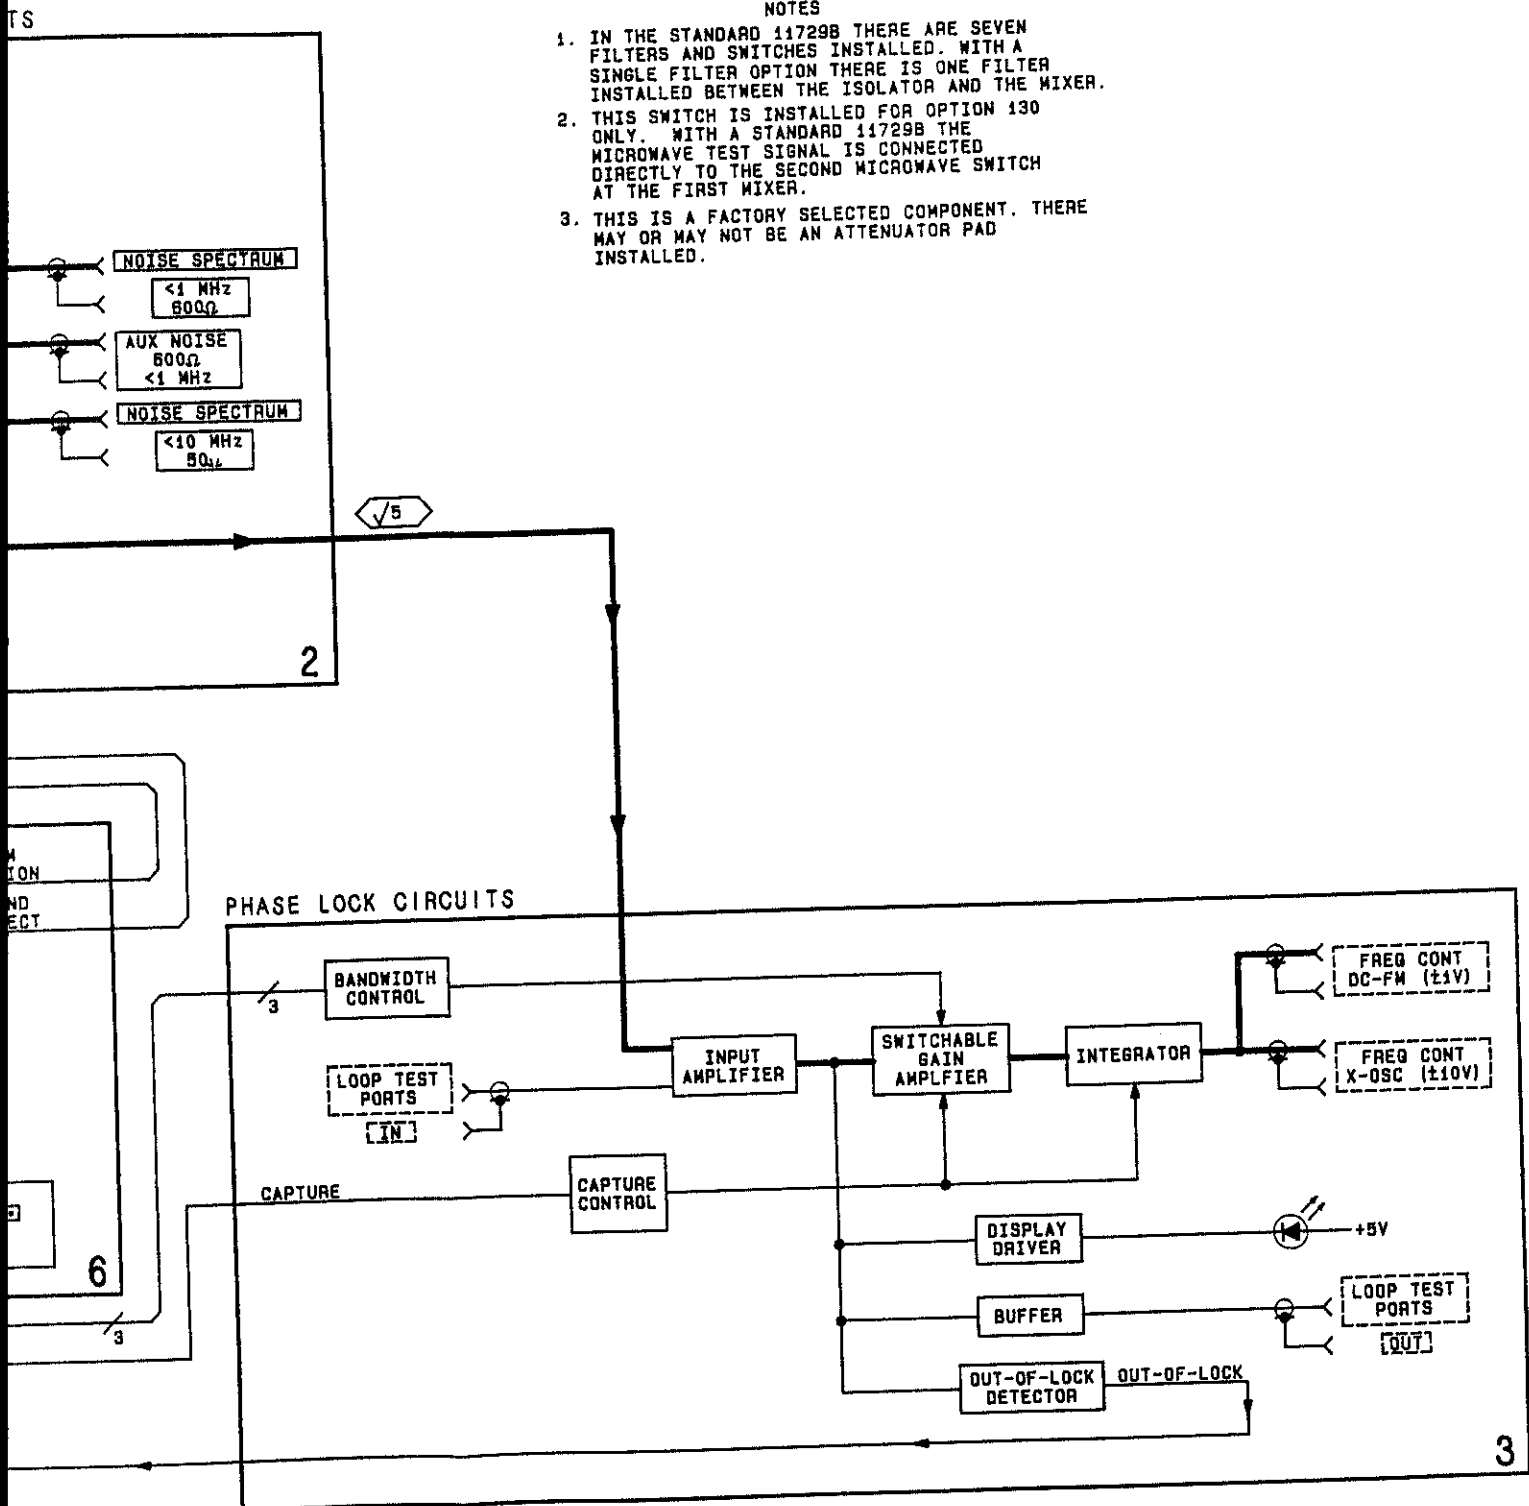 TS
NOTES
1. IN THE STANDARD 11729B THERE ARE SEVEN
FILTERS AND SWITCHES INSTALLED. WITH A
SINGLE FILTER OPTION THERE IS ONE FILTER
INSTALLED BETWEEN THE ISOLATOR AND THE MIXER.
2. THIS SWITCH IS INSTALLED FOR OPTION 130
ONLY. WITH A STANDARD 11729B THE
MICROWAVE TEST SIGNAL IS CONNECTED
DIRECTLY TO THE SECOND MICROWAVE SWITCH
AT THE FIRST MIXER.
3. THIS IS A FACTORY SELECTED COMPONENT. THERE
MAY OR MAY NOT BE AN ATTENUATOR PAD
INSTALLED.
NOISE SPECTRUM
<1 MHz
600Ω
AUX NOISE
600Ω
<1 MHz
NOISE SPECTRUM
<10 MHz
50Ω
√5
2
M
ION
ND
ECT
6
3
PHASE LOCK CIRCUITS
3
BANDWIDTH
CONTROL
LOOP TEST
PORTS
IN
INPUT
AMPLIFIER
SWITCHABLE
GAIN
AMPLFIER
INTEGRATOR
FREQ CONT
DC-FM (±1V)
FREQ CONT
X-OSC (±10V)
CAPTURE
CAPTURE
CONTROL
DISPLAY
DRIVER
+5V
BUFFER
LOOP TEST
PORTS
OUT
OUT-OF-LOCK
DETECTOR
OUT-OF-LOCK
3